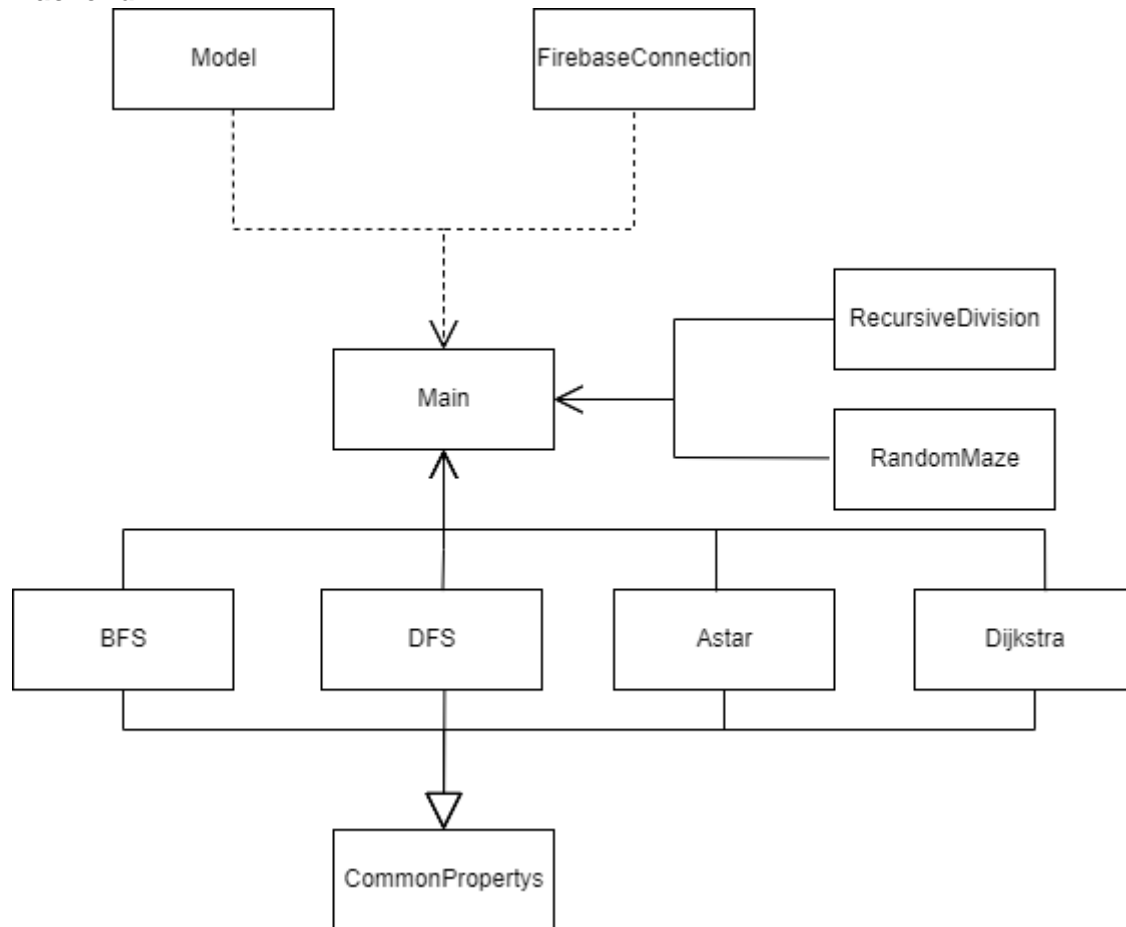 Model
FirebaseConnection
RecursiveDivision
Main
RandomMaze
BFS
DFS
Astar
Dijkstra
CommonPropertys